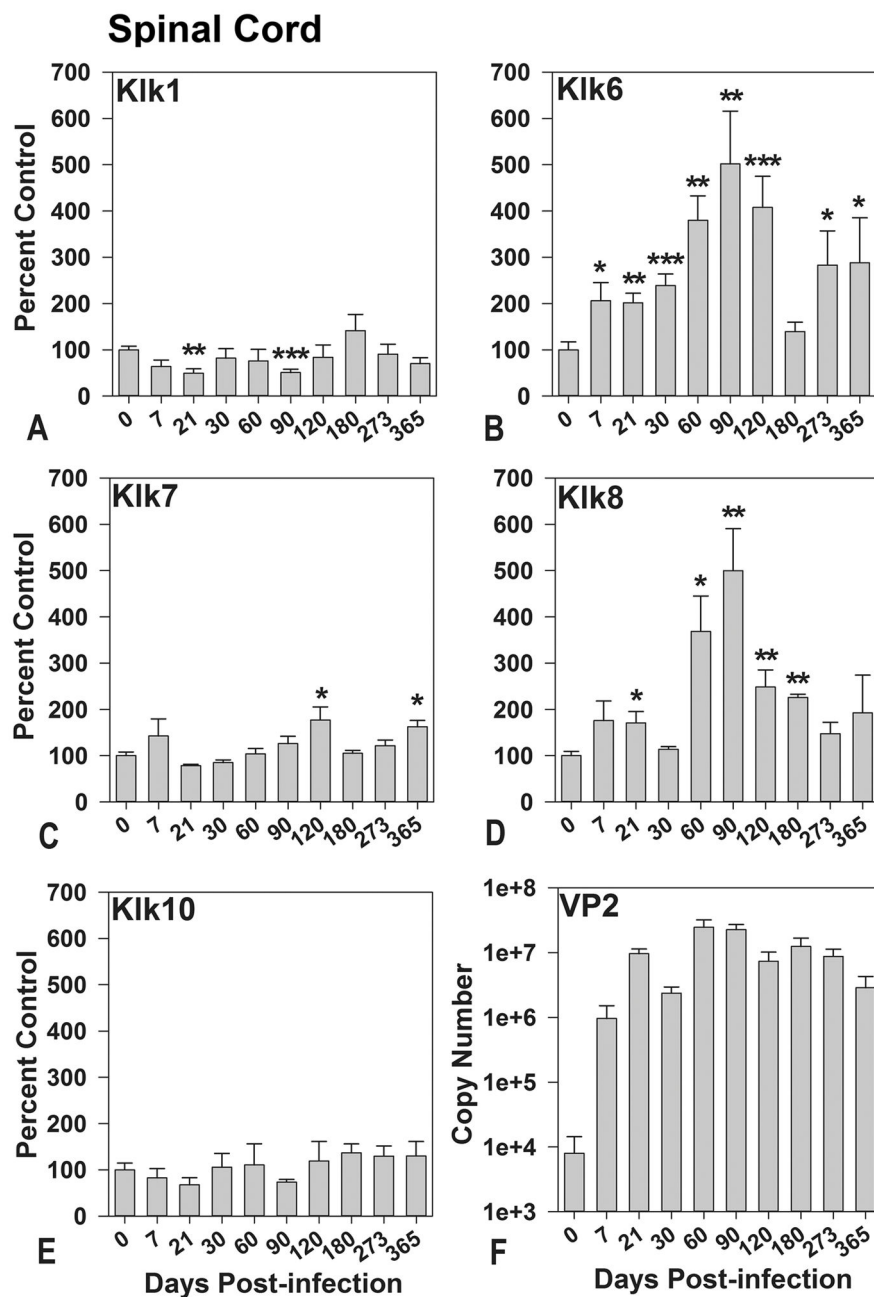 Spinal Cord
Klk1
Percent Control
700
600
500
400
300
200
100
0
** ***
0 7 21 30 60 90 120 180 273 365
A
Klk6
700
600
500
400
300
200
100
0
* ** *** ** ** *** * *
0 7 21 30 60 90 120 180 273 365
B
Klk7
Percent Control
700
600
500
400
300
200
100
0
* *
0 7 21 30 60 90 120 180 273 365
C
Klk8
700
600
500
400
300
200
100
0
* * ** ** **
0 7 21 30 60 90 120 180 273 365
D
Klk10
Percent Control
700
600
500
400
300
200
100
0
0 7 21 30 60 90 120 180 273 365
E
Days Post-infection
VP2
Copy Number
1e+8
1e+7
1e+6
1e+5
1e+4
1e+3
0 7 21 30 60 90 120 180 273 365
F
Days Post-infection